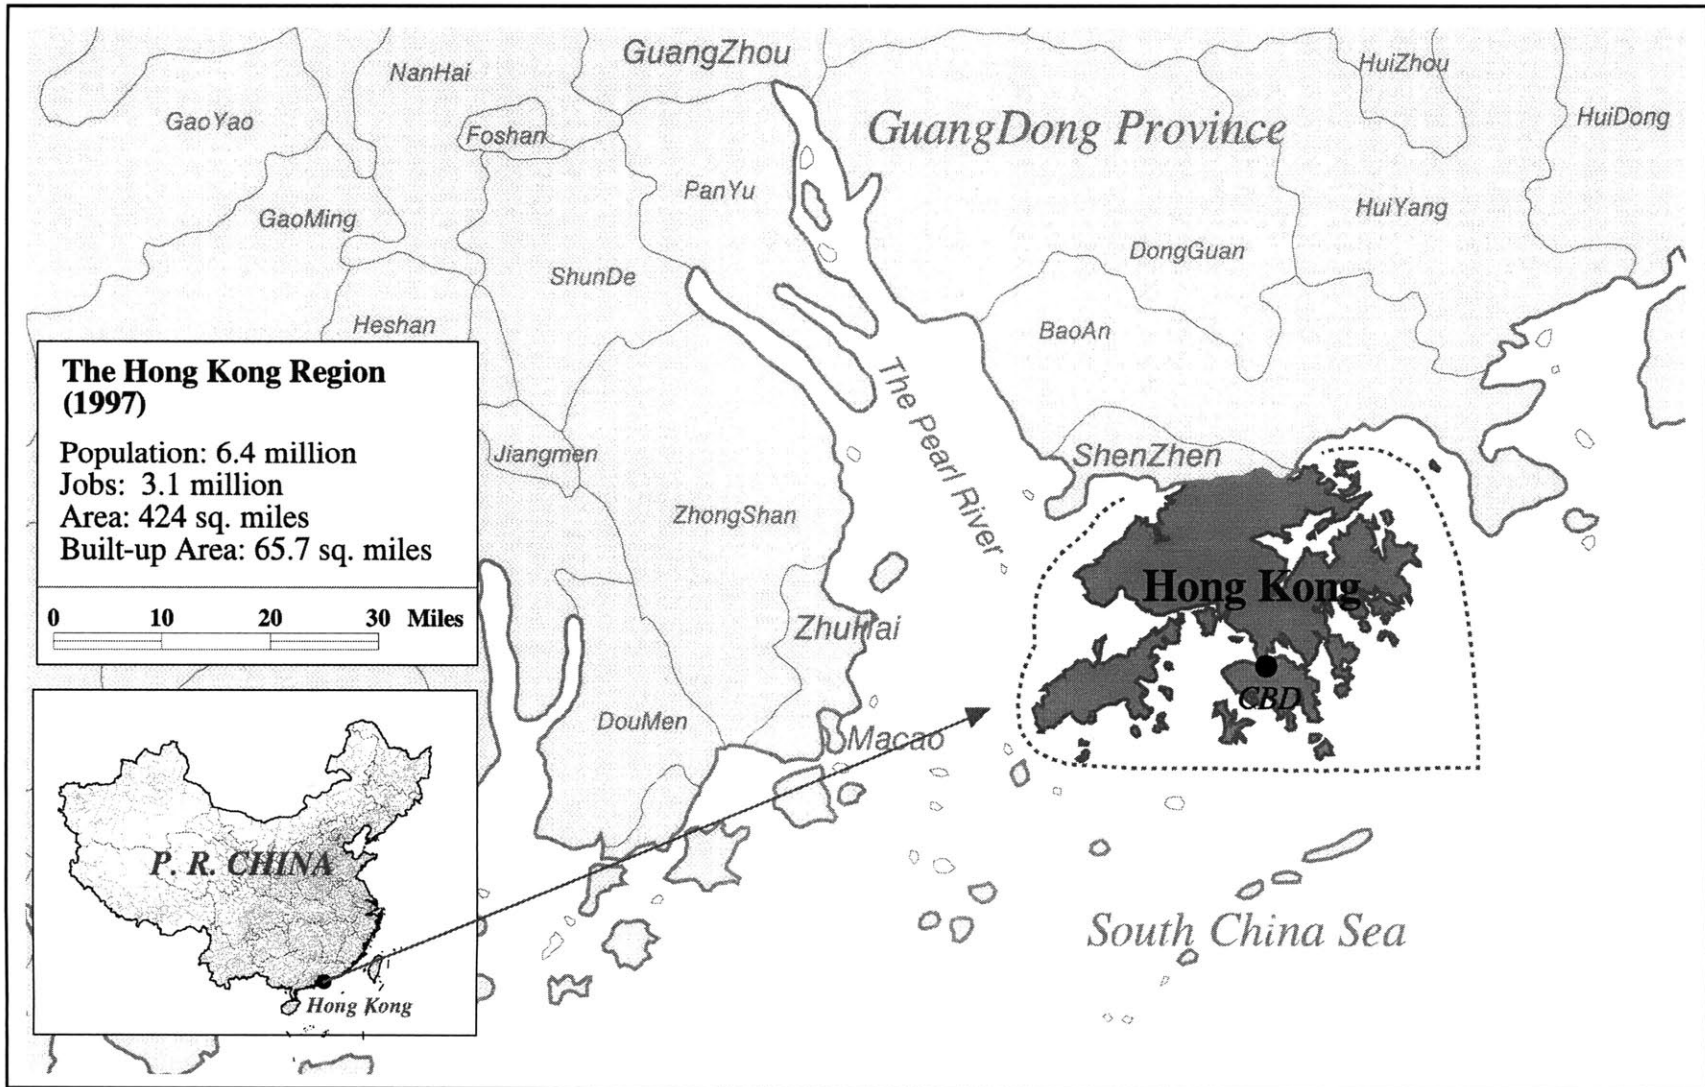 GuangZhou
NanHai
HuiZhou
GaoYao
Foshan
GuangDong Province
HuiDong
PanYu
GaoMing
HuiYang
DongGuan
ShunDe
Heshan
BaoAn
The Pearl River
The Hong Kong Region
(1997)
Population: 6.4 million
Jobs: 3.1 million
Area: 424 sq. miles
Built-up Area: 65.7 sq. miles
0 10 20 30 Miles
Jiangmen
ShenZhen
ZhongShan
Hong Kong
ZhuHai
CBD
DouMen
Macao
P. R. CHINA
Hong Kong
South China Sea